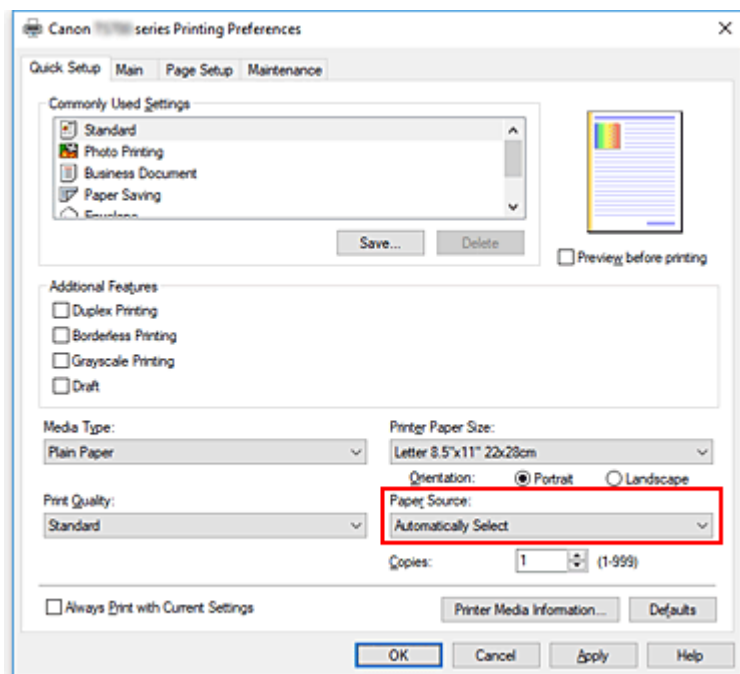 Canon series Printing Preferences
Quick Setup Main Page Setup Maintenance
Commonly Used Settings
Standard
Photo Printing
Business Document
Paper Saving
Envelope
Save... Delete
Preview before printing
Additional Features
Duplex Printing
Borderless Printing
Grayscale Printing
Draft
Media Type: Printer Paper Size:
Plain Paper Letter 8.5"x11" 22x28cm
Orientation: Portrait Landscape
Print Quality: Paper Source:
Standard Automatically Select
Copies: 1 (1-999)
Always Print with Current Settings Printer Media Information... Defaults
OK Cancel Apply Help